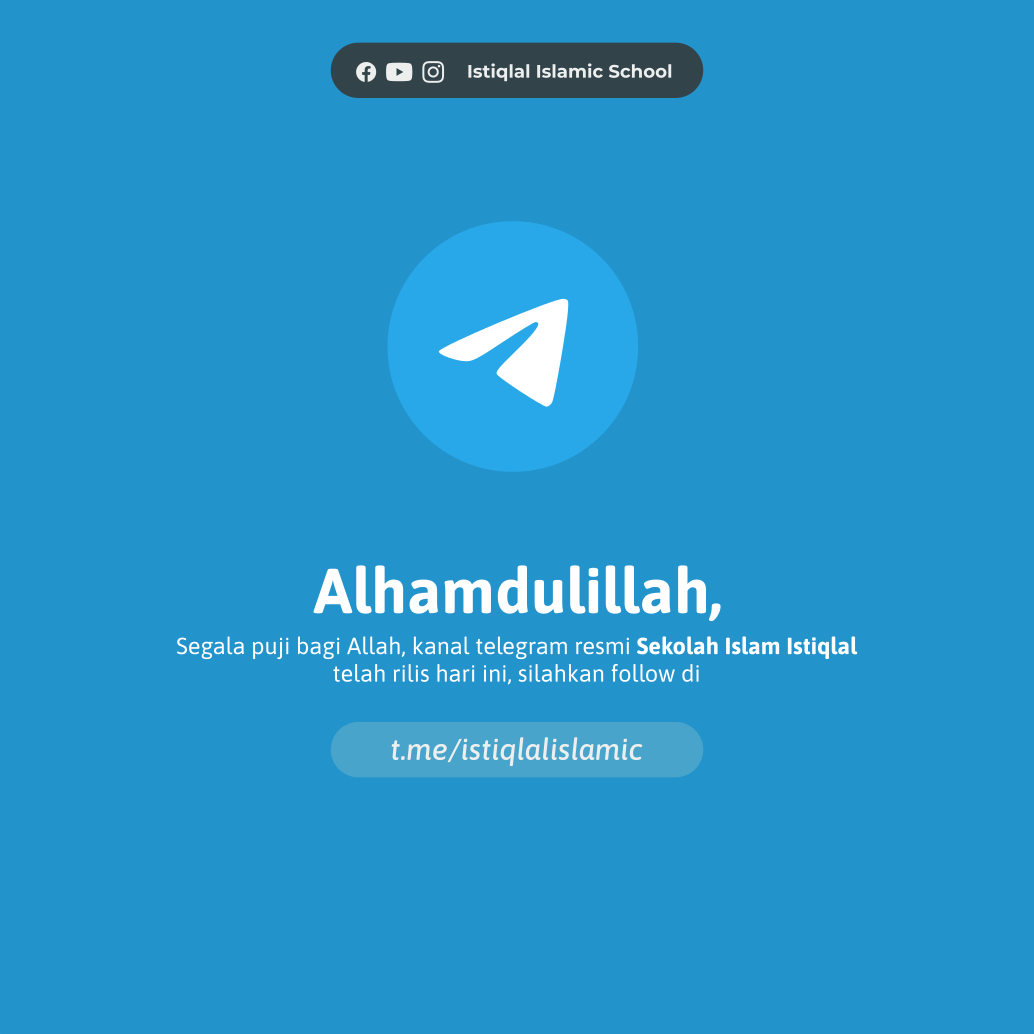 Istiqlal Islamic School
Alhamdulillah,
Segala puji bagi Allah, kanal telegram resmi Sekolah Islam Istiqlal
telah rilis hari ini, silahkan follow di
t.me/istiqlalislamic